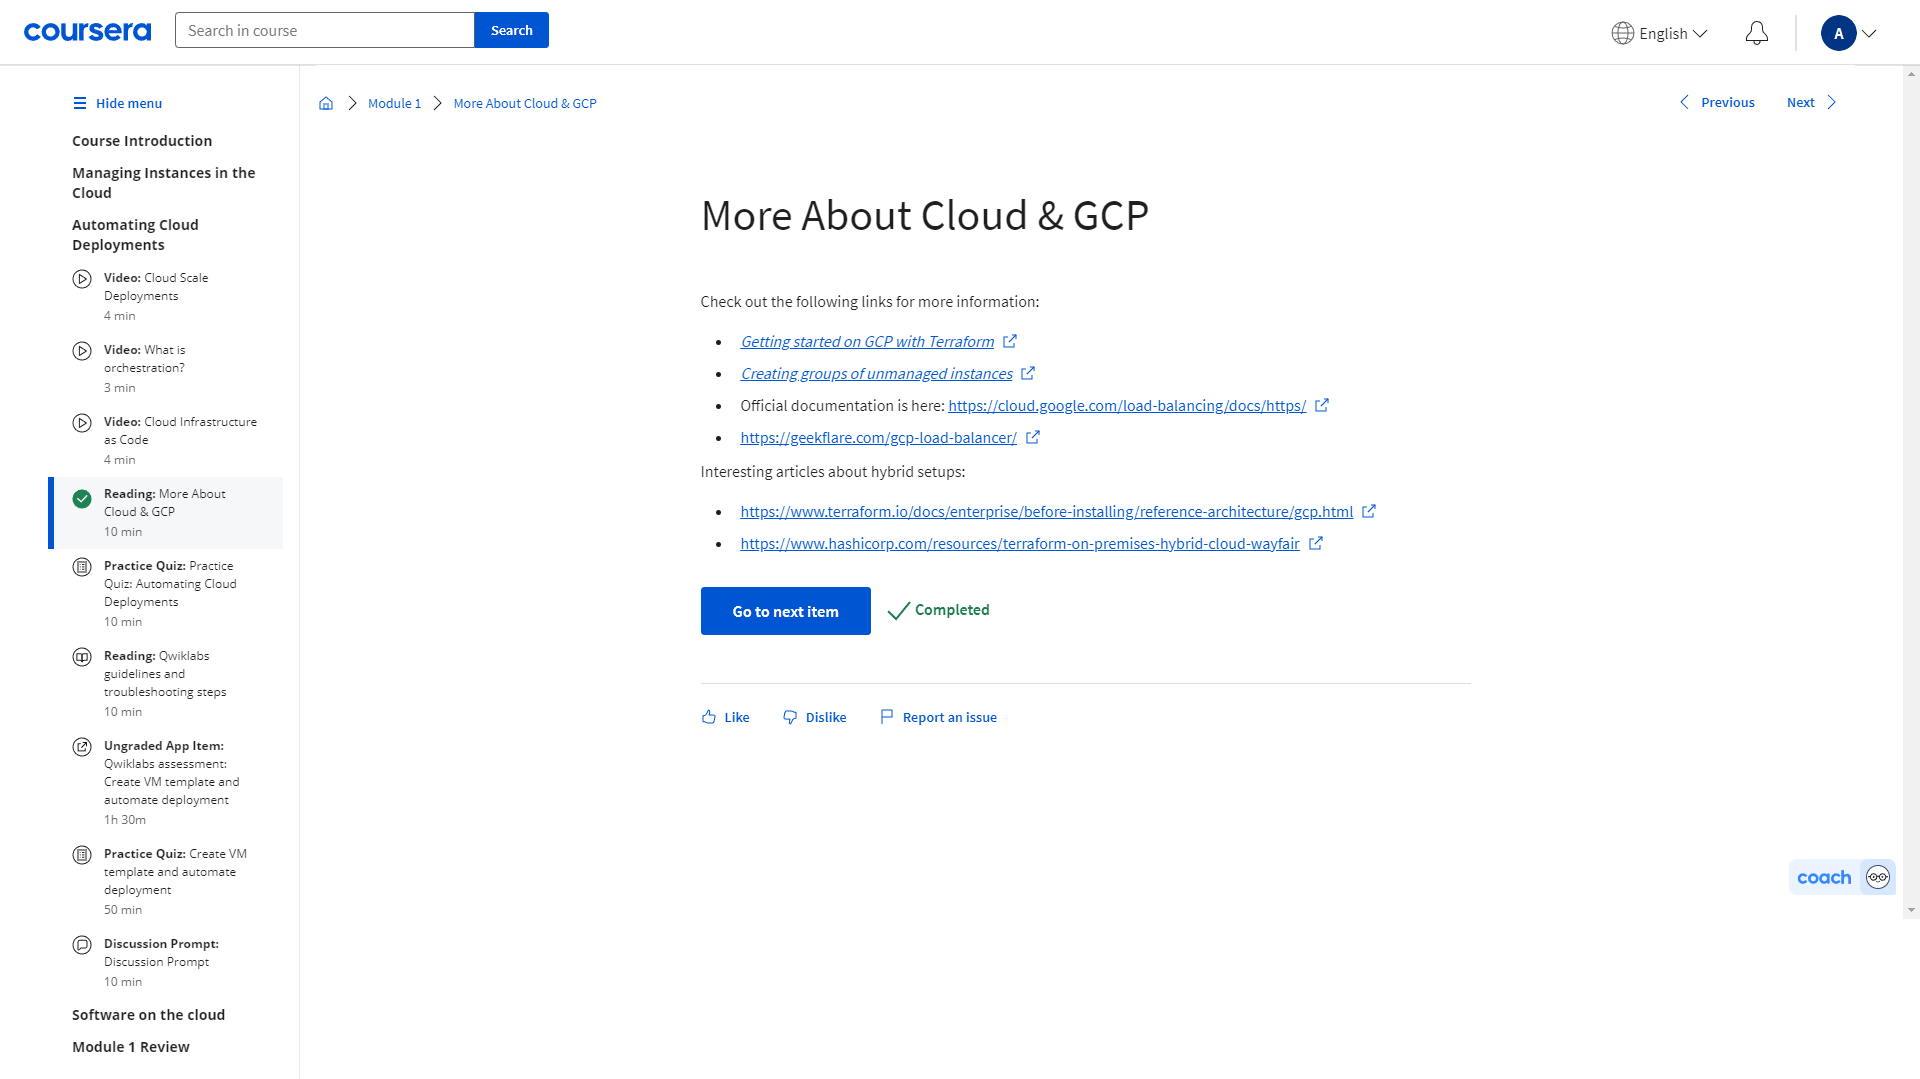 coursera
Search in course
Search
English
A
Hide menu
Course Introduction
Managing Instances in the
Cloud
Automating Cloud
Deployments
Video: Cloud Scale
Deployments
4 min
Video: What is
orchestration?
3 min
Video: Cloud Infrastructure
as Code
4 min
Reading: More About
Cloud & GCP
10 min
Practice Quiz: Practice
Quiz: Automating Cloud
Deployments
10 min
Reading: Qwiklabs
guidelines and
troubleshooting steps
10 min
Ungraded App Item:
Qwiklabs assessment:
Create VM template and
automate deployment
1h 30m
Practice Quiz: Create VM
template and automate
deployment
50 min
Discussion Prompt:
Discussion Prompt
10 min
Software on the cloud
Module 1 Review
Module 1
More About Cloud & GCP
Previous
Next
More About Cloud & GCP
Check out the following links for more information:
Getting started on GCP with Terraform
Creating groups of unmanaged instances
Official documentation is here: https://cloud.google.com/load-balancing/docs/https/
https://geekflare.com/gcp-load-balancer/
Interesting articles about hybrid setups:
https://www.terraform.io/docs/enterprise/before-installing/reference-architecture/gcp.html
https://www.hashicorp.com/resources/terraform-on-premises-hybrid-cloud-wayfair
Go to next item
Completed
Like
Dislike
Report an issue
coach